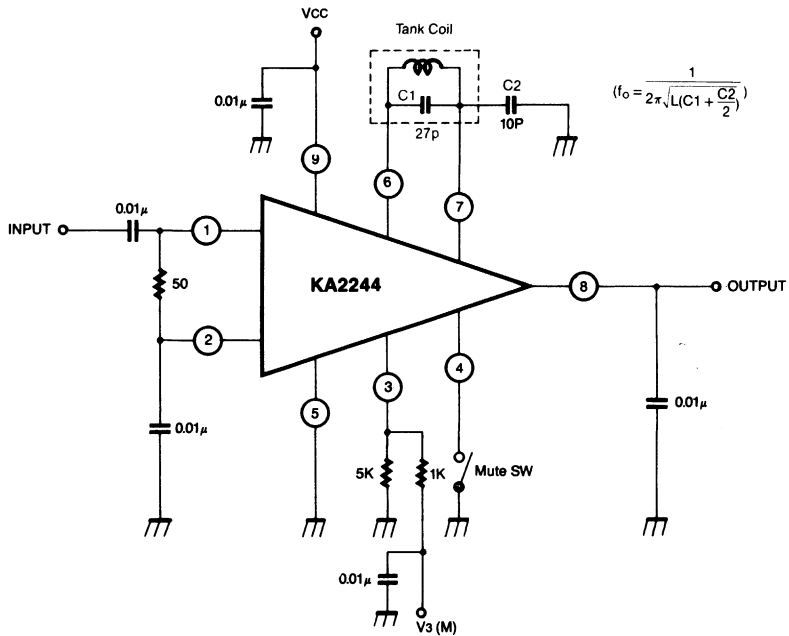 Vcc
Tank Coil
0.01μ
C1
27p
C2
10P
(fo = 1 / 2π√L(C1 + C2/2))
9
6
7
INPUT
0.01μ
1
50
KA2244
8
OUTPUT
2
0.01μ
5
3
4
0.01μ
5K
1K
Mute SW
0.01μ
V3 (M)